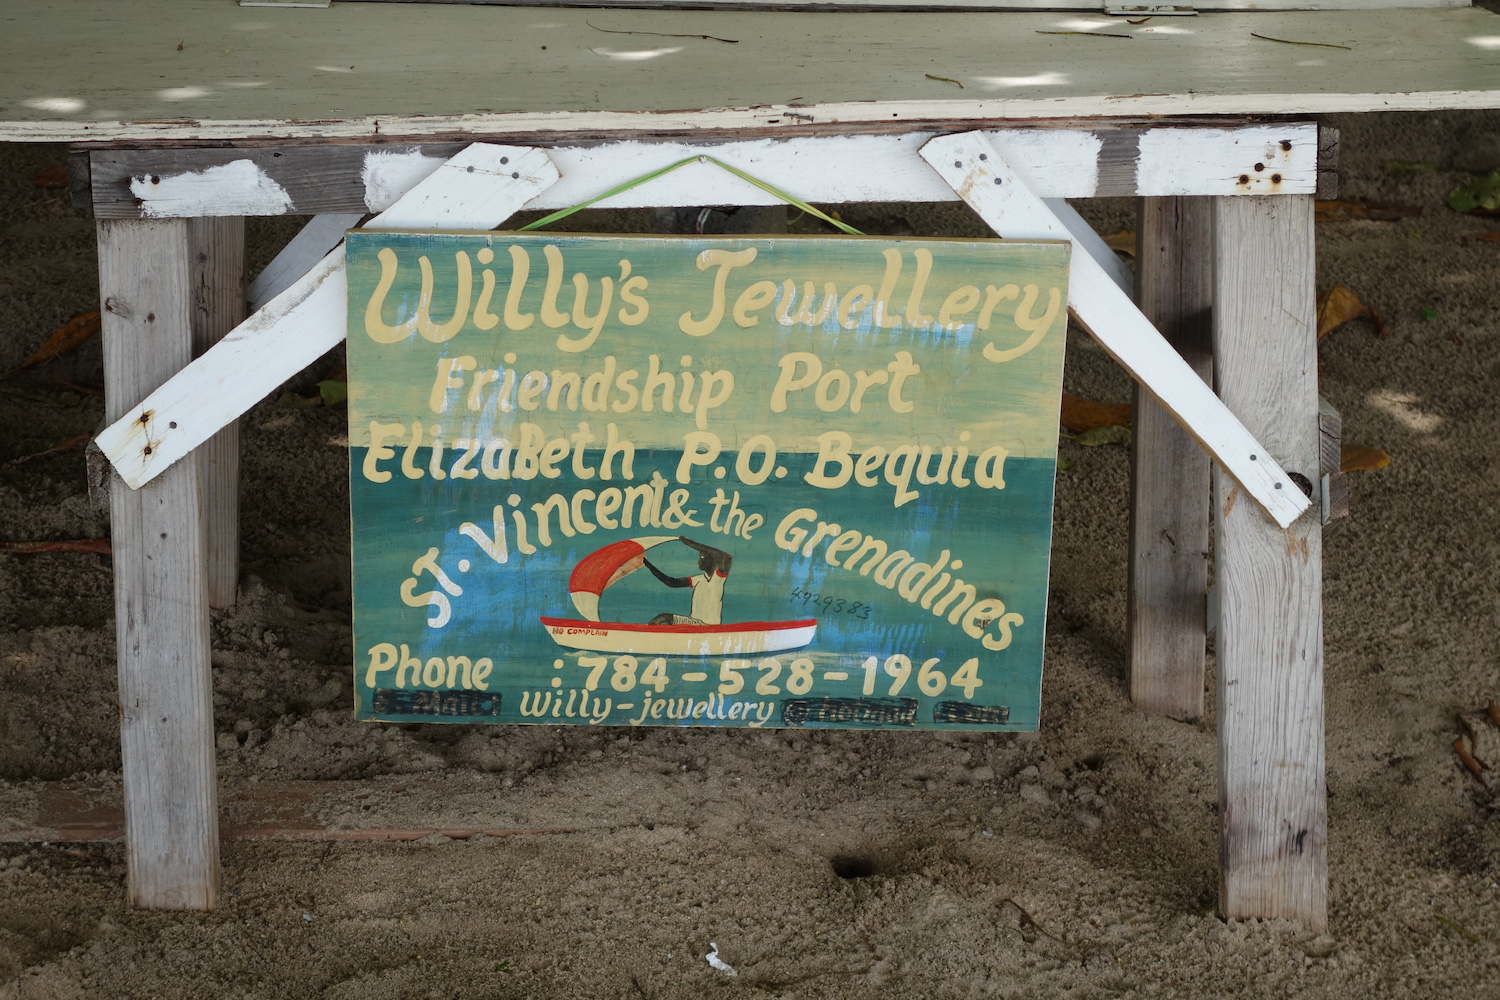 Willy's Jewellery
Friendship Port
ElizaBeth P.O. Bequia
ST. Vincent & the Grenadines
4929383
NO COMPLAIN
Phone : 784-528-1964
willy-jewellery @ hotmail